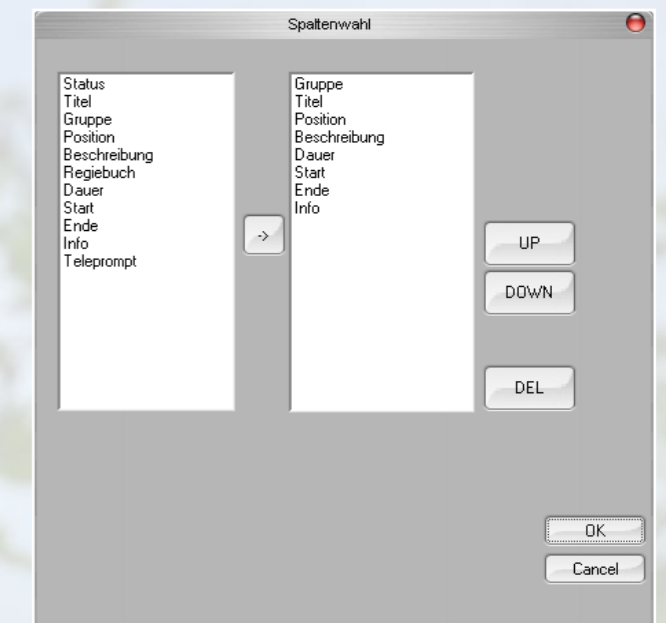 Spaltenwahl
Status
Titel
Gruppe
Position
Beschreibung
Regiebuch
Dauer
Start
Ende
Info
Teleprompt
->
Gruppe
Titel
Position
Beschreibung
Dauer
Start
Ende
Info
UP
DOWN
DEL
OK
Cancel